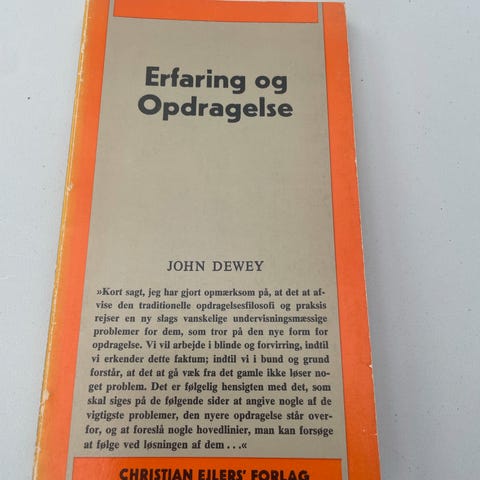 Erfaring og
Opdragelse
JOHN DEWEY
»Kort sagt, jeg har gjort opmærksom på, at det at af-
vise den traditionelle opdragelsesfilosofi og praksis
rejser en ny slags vanskelige undervisningsmæssige
problemer for dem, som tror på den nye form for
opdragelse. Vi vil arbejde i blinde og forvirring, indtil
vi erkender dette faktum; indtil vi i bund og grund
forstår, at det at gå væk fra det gamle ikke løser no-
get problem. Det er følgelig hensigten med det, som
skal siges på de følgende sider at angive nogle af de
vigtigste problemer, den nyere opdragelse står over-
for, og at foreslå nogle hovedlinier, man kan forsøge
at følge ved løsningen af dem . . .«
CHRISTIAN EJLERS' FORLAG